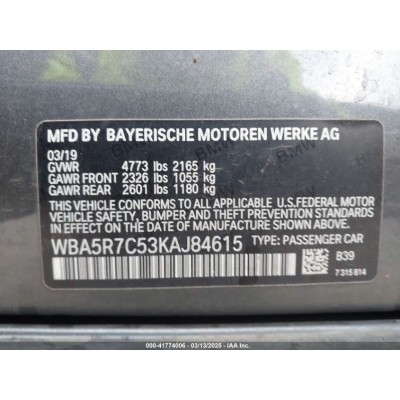 MFD BY BAYERISCHE MOTOREN WERKE AG
03/19
GVWR 4773 lbs 2165 kg
GAWR FRONT 2326 lbs 1055 kg
GAWR REAR 2601 lbs 1180 kg
THIS VEHICLE CONFORMS TO ALL APPLICABLE U.S.FEDERAL MOTOR
VEHICLE SAFETY, BUMPER, AND THEFT PREVENTION STANDARDS IN
EFFECT ON THE DATE OF MANUFACTURE SHOWN ABOVE.
WBA5R7C53KAJ84615 TYPE: PASSENGER CAR
B39
7 315 814
000-41774006 - 03/13/2025 - IAA Inc.